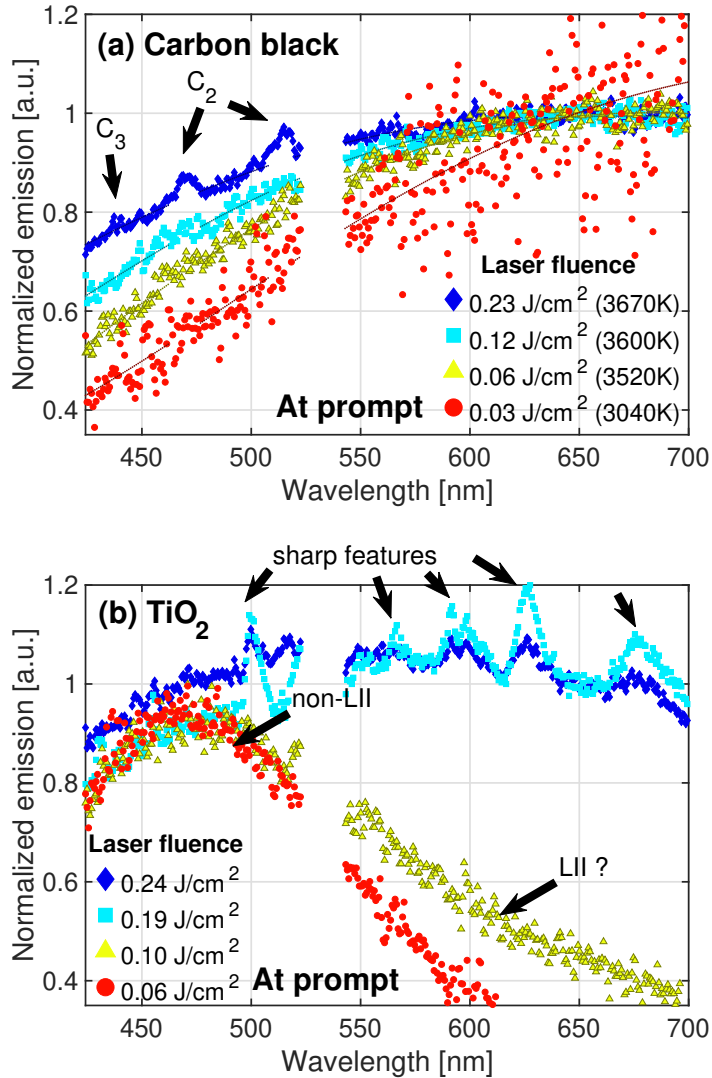 (a) Carbon black
C₃
C₂
1.2
1
0.8
0.6
0.4
Normalized emission [a.u.]
Laser fluence
0.23 J/cm² (3670K)
0.12 J/cm² (3600K)
0.06 J/cm² (3520K)
0.03 J/cm² (3040K)
At prompt
450 500 550 600 650 700
Wavelength [nm]
sharp features
(b) TiO₂
1.2
1
0.8
0.6
0.4
Normalized emission [a.u.]
non-LII
LII ?
Laser fluence
0.24 J/cm²
0.19 J/cm²
0.10 J/cm²
0.06 J/cm²
At prompt
450 500 550 600 650 700
Wavelength [nm]